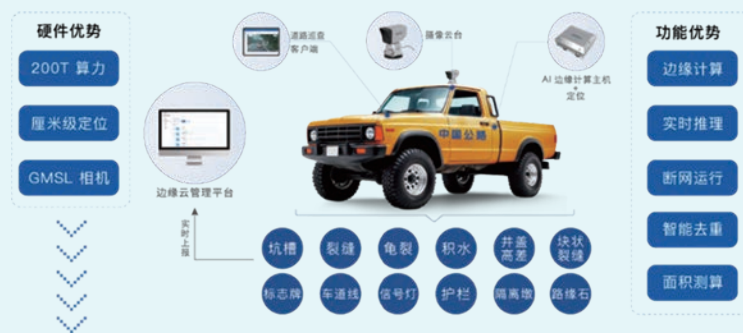 硬件优势
200T 算力
厘米级定位
GMSL 相机
道路巡查
客户端
摄像云台
AI 边缘计算主机
+
定位
边缘云管理平台
中国公路
实时上报
坑槽
裂缝
龟裂
积水
井盖
高差
块状
裂缝
标志牌
车道线
信号灯
护栏
隔离墩
路缘石
功能优势
边缘计算
实时推理
断网运行
智能去重
面积测算